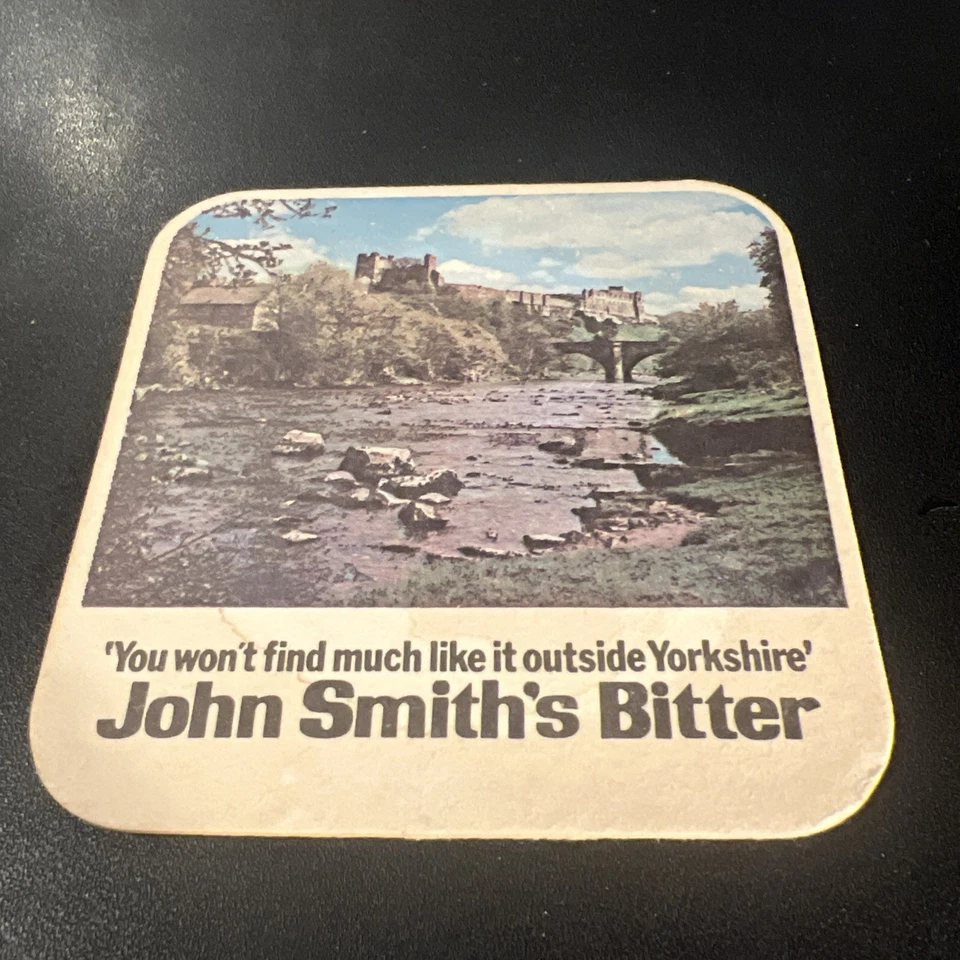 ‘You won't find much like it outside Yorkshire’
John Smith's Bitter